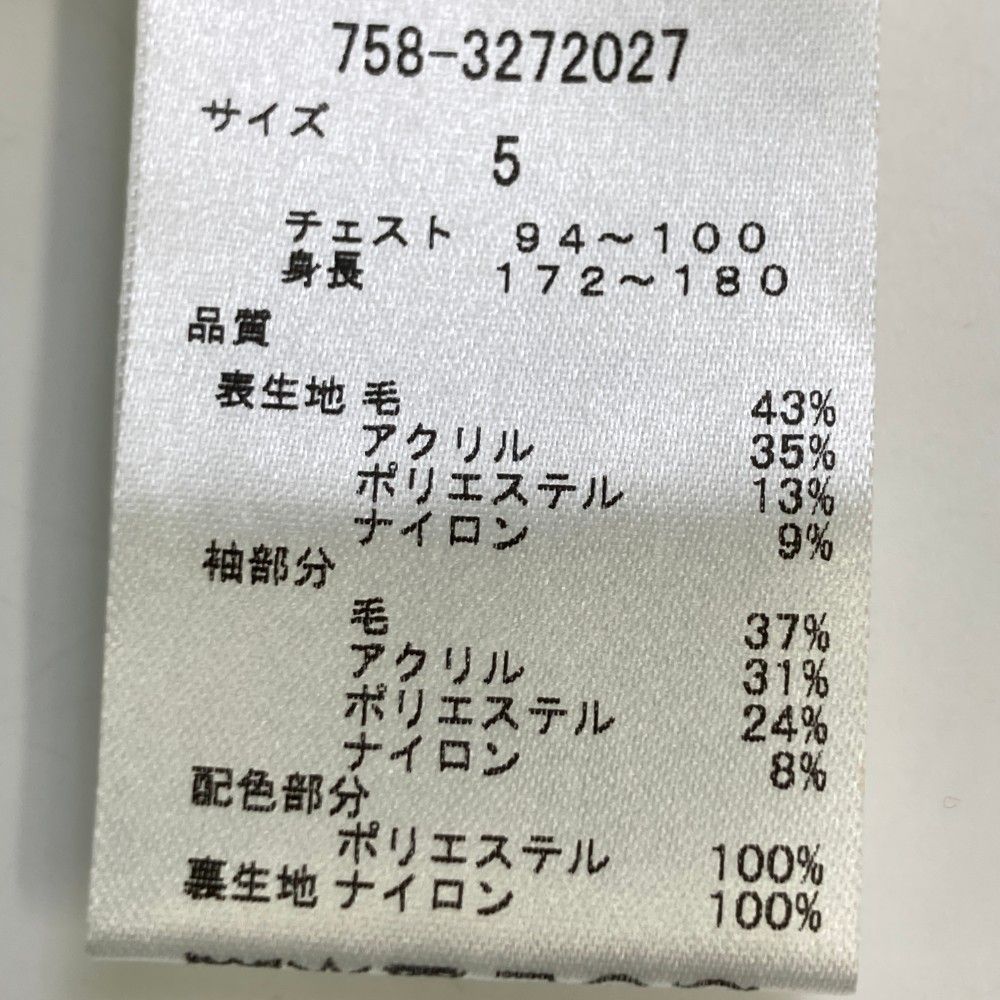 758-3272027
サイズ
5
チェスト 94～100
身長 172～180
品質
表生地 毛 43%
アクリル 35%
ポリエステル 13%
ナイロン 9%
袖部分
毛 37%
アクリル 31%
ポリエステル 24%
ナイロン 8%
配色部分
ポリエステル 100%
裏生地 ナイロン 100%